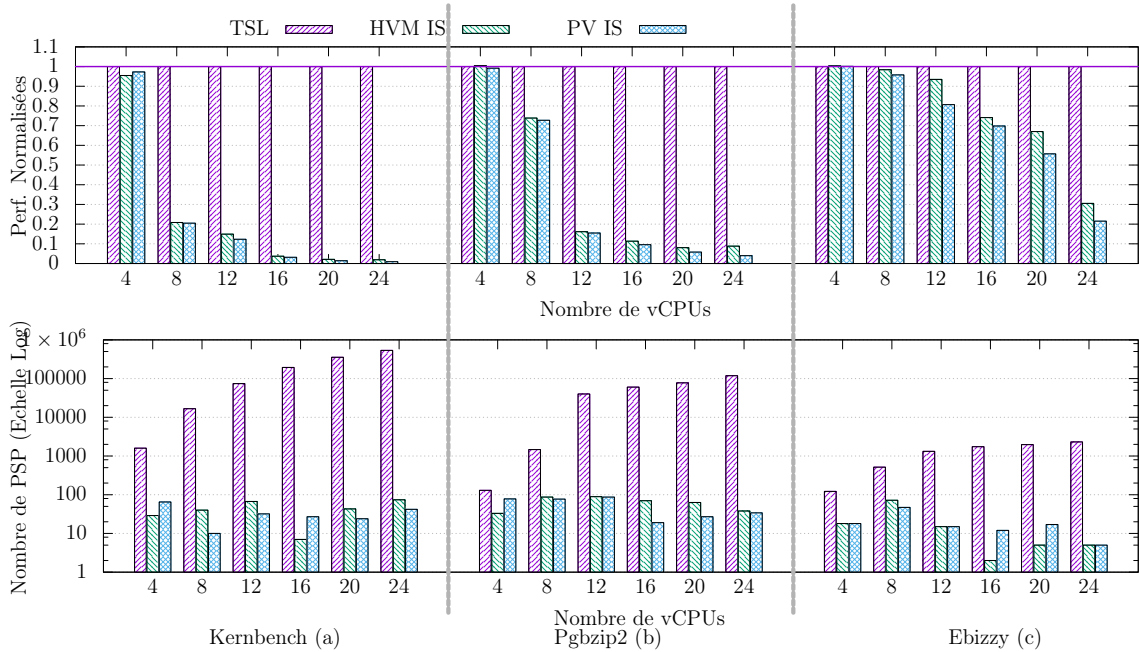 TSL HVM IS PV IS
Perf. Normalisées
1.1
1
0.9
0.8
0.7
0.6
0.5
0.4
0.3
0.2
0.1
0
4 8 12 16 20 24 4 8 12 16 20 24 4 8 12 16 20 24
Nombre de vCPUs
Nombre de PSP (Echelle Log)
1 × 10⁶
100000
10000
1000
100
10
1
4 8 12 16 20 24 4 8 12 16 20 24 4 8 12 16 20 24
Nombre de vCPUs
Kernbench (a) Pgbzip2 (b) Ebizzy (c)